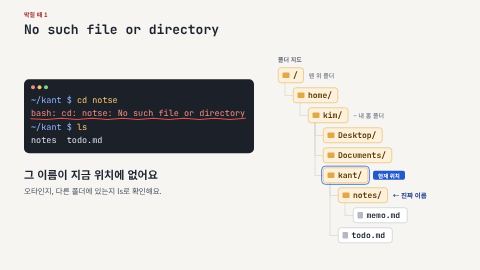 막힐 때 1
No such file or directory
~/kant $ cd notse
bash: cd: notse: No such file or directory
~/kant $ ls
notes  todo.md
그 이름이 지금 위치에 없어요
오타인지, 다른 폴더에 있는지 ls로 확인해요.
폴더 지도
/ 맨 위 폴더
home/
kim/ ~ 내 홈 폴더
Desktop/
Documents/
kant/ 현재 위치
notes/ ← 진짜 이름
memo.md
todo.md